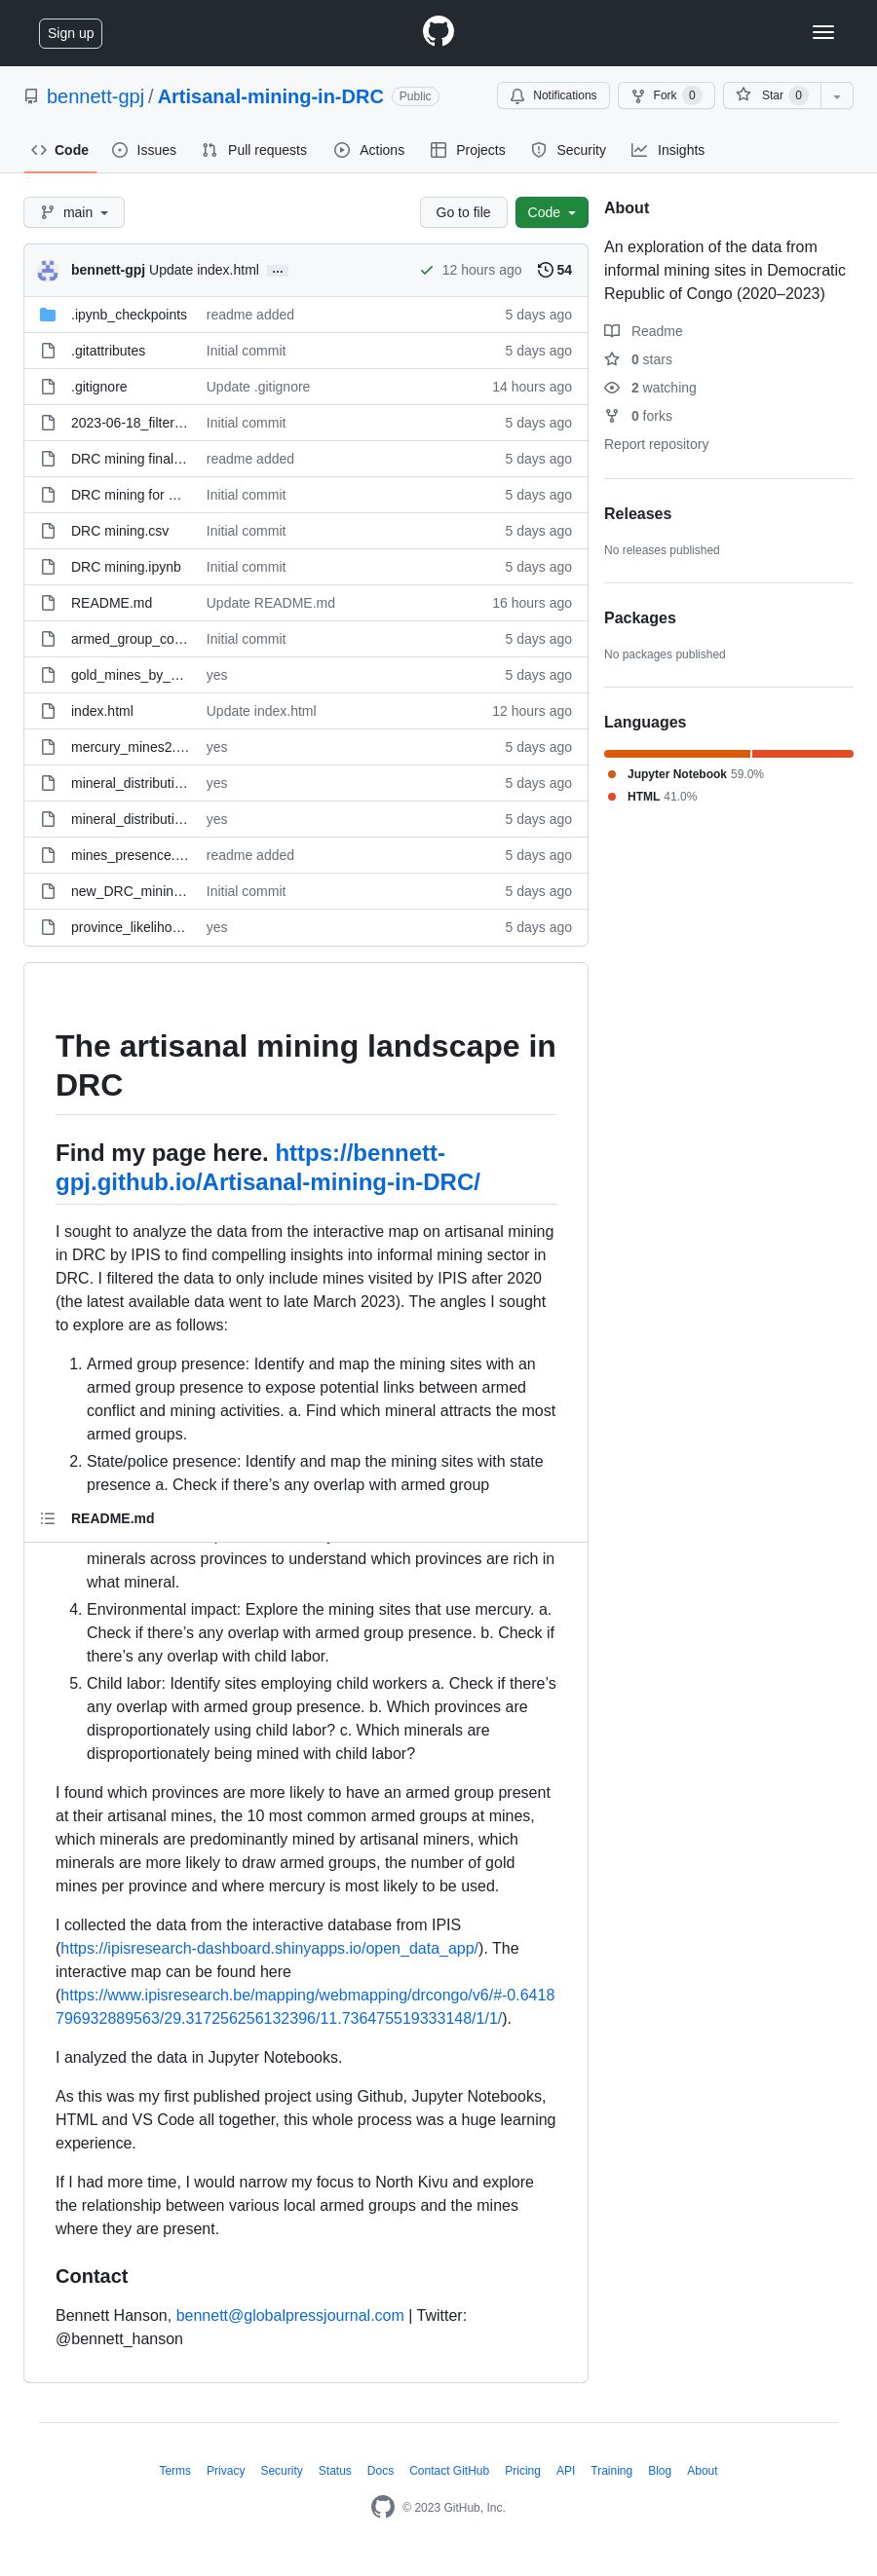 Sign up
bennett-gpj / Artisanal-mining-in-DRC Public
Notifications Fork 0 Star 0
Code Issues Pull requests Actions Projects Security Insights
main Go to file Code
bennett-gpj Update index.html ... 12 hours ago 54
.ipynb_checkpoints readme added 5 days ago
.gitattributes Initial commit 5 days ago
.gitignore Update .gitignore 14 hours ago
2023-06-18_filter… Initial commit 5 days ago
DRC mining final… readme added 5 days ago
DRC mining for … Initial commit 5 days ago
DRC mining.csv Initial commit 5 days ago
DRC mining.ipynb Initial commit 5 days ago
README.md Update README.md 16 hours ago
armed_group_co… Initial commit 5 days ago
gold_mines_by_… yes 5 days ago
index.html Update index.html 12 hours ago
mercury_mines2.… yes 5 days ago
mineral_distributi… yes 5 days ago
mineral_distributi… yes 5 days ago
mines_presence.… readme added 5 days ago
new_DRC_minin… Initial commit 5 days ago
province_likeliho… yes 5 days ago
About
An exploration of the data from
informal mining sites in Democratic
Republic of Congo (2020–2023)
Readme
0 stars
2 watching
0 forks
Report repository
Releases
No releases published
Packages
No packages published
Languages
Jupyter Notebook 59.0%
HTML 41.0%
The artisanal mining landscape in
DRC
Find my page here. https://bennett-
gpj.github.io/Artisanal-mining-in-DRC/
I sought to analyze the data from the interactive map on artisanal mining
in DRC by IPIS to find compelling insights into informal mining sector in
DRC. I filtered the data to only include mines visited by IPIS after 2020
(the latest available data went to late March 2023). The angles I sought
to explore are as follows:
1. Armed group presence: Identify and map the mining sites with an
armed group presence to expose potential links between armed
conflict and mining activities. a. Find which mineral attracts the most
armed groups.
2. State/police presence: Identify and map the mining sites with state
presence a. Check if there’s any overlap with armed group
README.md
minerals across provinces to understand which provinces are rich in
what mineral.
4. Environmental impact: Explore the mining sites that use mercury. a.
Check if there’s any overlap with armed group presence. b. Check if
there’s any overlap with child labor.
5. Child labor: Identify sites employing child workers a. Check if there’s
any overlap with armed group presence. b. Which provinces are
disproportionately using child labor? c. Which minerals are
disproportionately being mined with child labor?
I found which provinces are more likely to have an armed group present
at their artisanal mines, the 10 most common armed groups at mines,
which minerals are predominantly mined by artisanal miners, which
minerals are more likely to draw armed groups, the number of gold
mines per province and where mercury is most likely to be used.
I collected the data from the interactive database from IPIS
(https://ipisresearch-dashboard.shinyapps.io/open_data_app/). The
interactive map can be found here
(https://www.ipisresearch.be/mapping/webmapping/drcongo/v6/#-0.6418
796932889563/29.317256256132396/11.736475519333148/1/1/).
I analyzed the data in Jupyter Notebooks.
As this was my first published project using Github, Jupyter Notebooks,
HTML and VS Code all together, this whole process was a huge learning
experience.
If I had more time, I would narrow my focus to North Kivu and explore
the relationship between various local armed groups and the mines
where they are present.
Contact
Bennett Hanson, bennett@globalpressjournal.com | Twitter:
@bennett_hanson
Terms Privacy Security Status Docs Contact GitHub Pricing API Training Blog About
© 2023 GitHub, Inc.